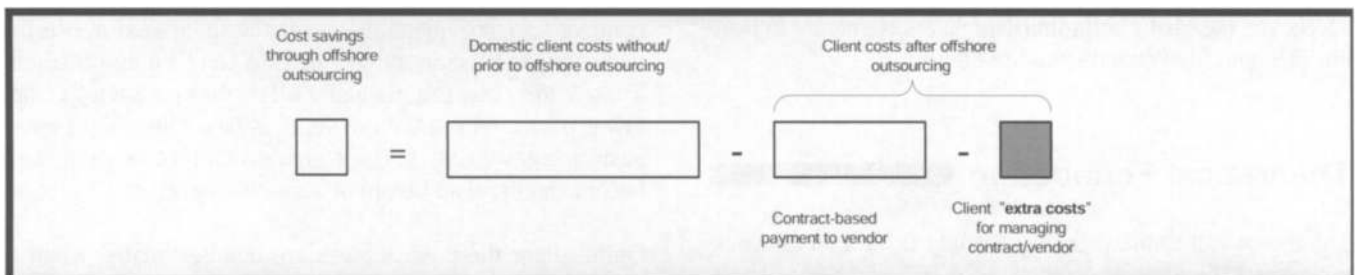 Cost savings
through offshore
outsourcing
Domestic client costs without/
prior to offshore outsourcing
Client costs after offshore
outsourcing
=
-
-
Contract-based
payment to vendor
Client "extra costs"
for managing
contract/vendor